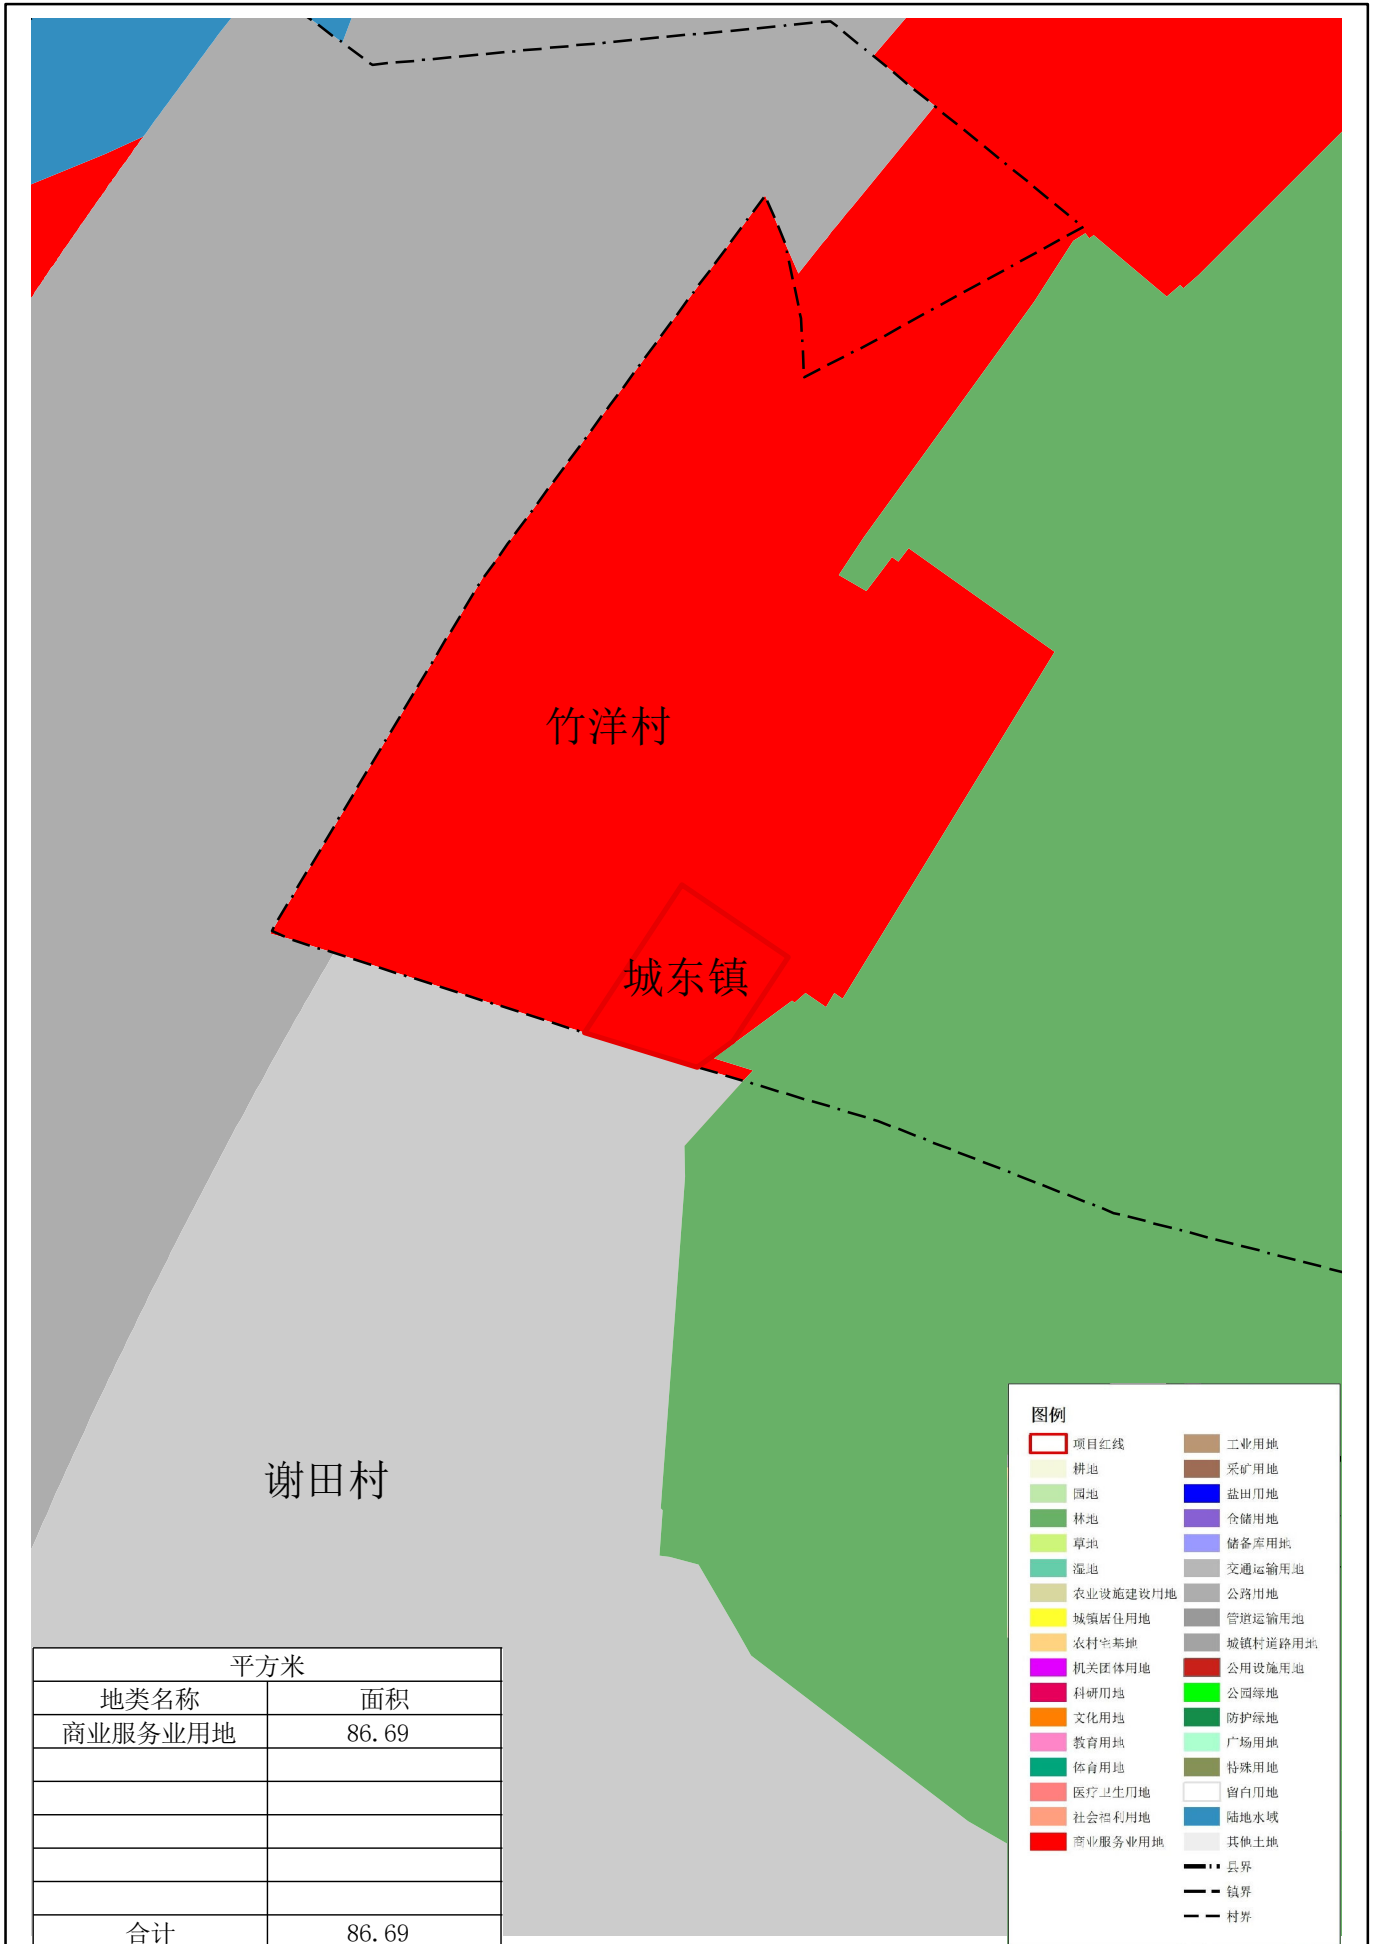 竹洋村
城东镇
谢田村
平方米
地类名称 面积
商业服务业用地 86.69
合计 86.69
图例
项目红线 工业用地
耕地 采矿用地
园地 盐田用地
林地 仓储用地
草地 储备库用地
湿地 交通运输用地
农业设施建设用地 公路用地
城镇居住用地 管道运输用地
农村宅基地 城镇村道路用地
机关团体用地 公用设施用地
科研用地 公园绿地
文化用地 防护绿地
教育用地 广场用地
体育用地 特殊用地
医疗卫生用地 留白用地
社会福利用地 陆地水域
商业服务业用地 其他土地
县界
镇界
村界